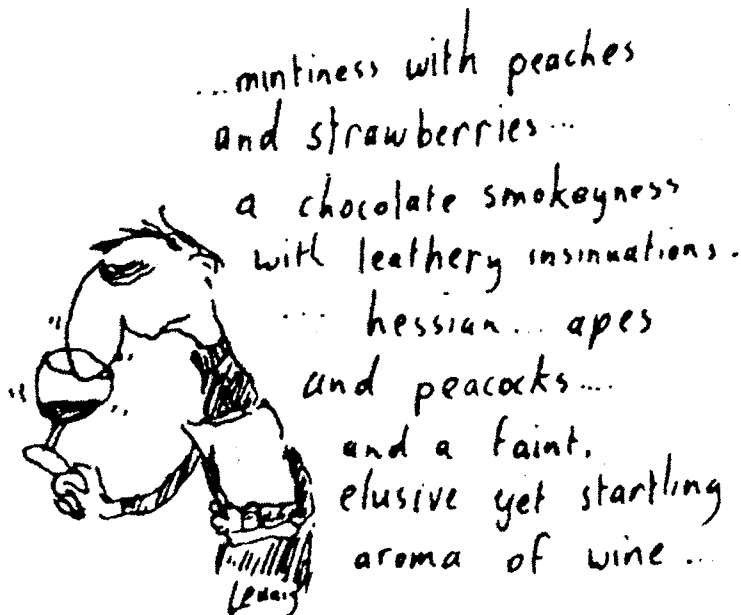 ...mintiness with peaches
and strawberries...
a chocolate smokeyness
with leathery insinuations.
... hessian... apes
and peacocks....
and a faint,
elusive yet startling
aroma of wine...
Leunig